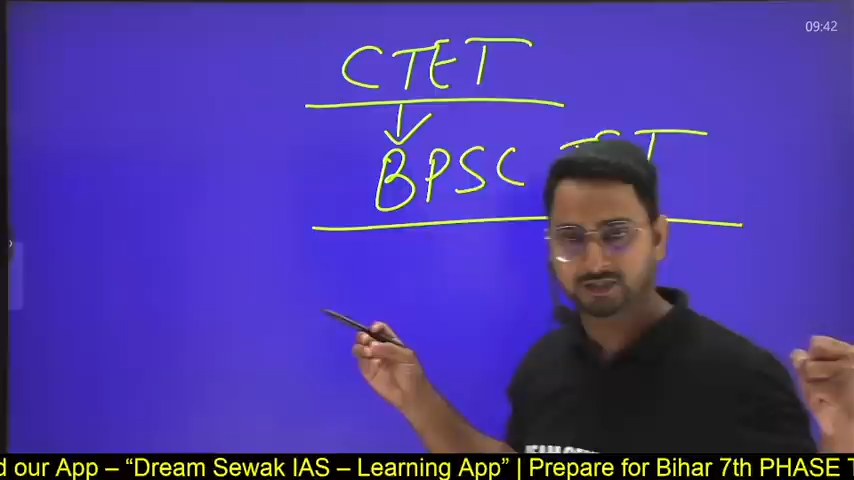 09:42
CTET
BPSC
d our App – “Dream Sewak IAS – Learning App” | Prepare for Bihar 7th PHASE T